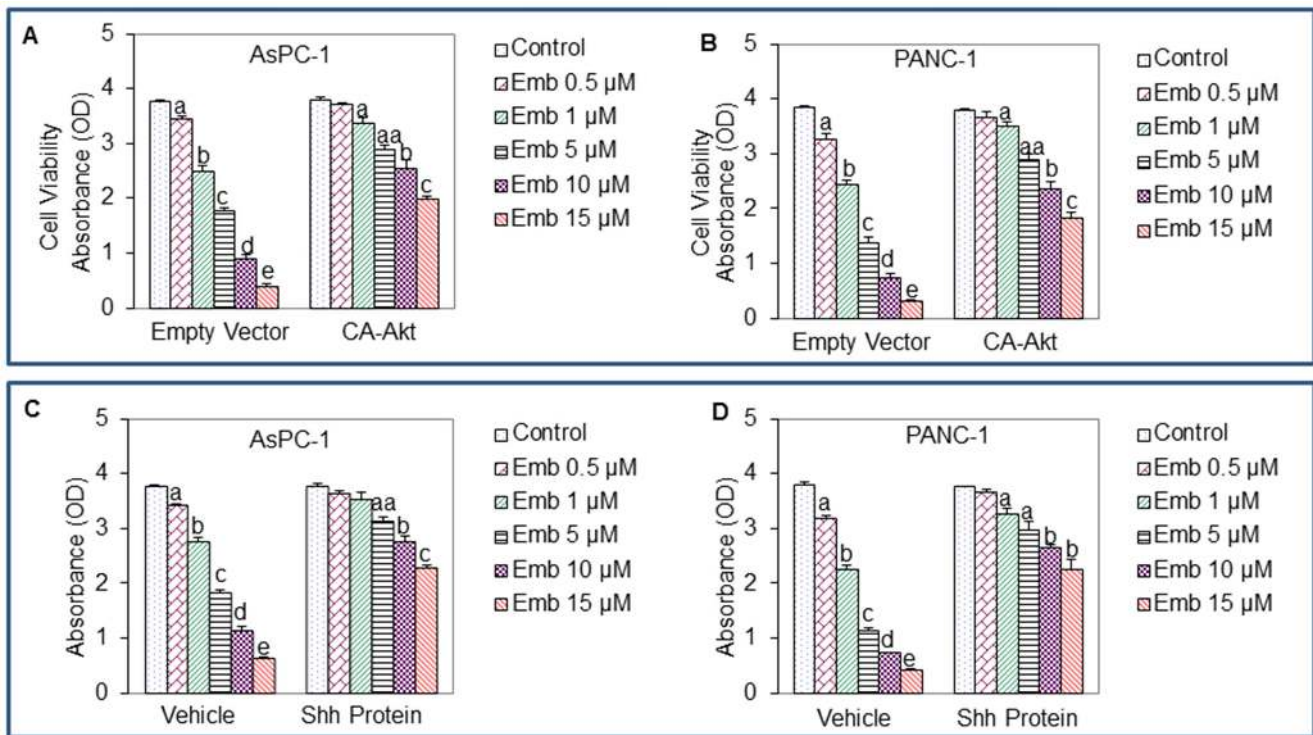 A
AsPC-1
Cell Viability
Absorbance (OD)
5
4
3
2
1
0
a
b
c
d
e
a
aa
b
c
Empty Vector
CA-Akt
Control
Emb 0.5 µM
Emb 1 µM
Emb 5 µM
Emb 10 µM
Emb 15 µM
B
PANC-1
Cell Viability
Absorbance (OD)
5
4
3
2
1
0
a
b
c
d
e
a
aa
b
c
Empty Vector
CA-Akt
Control
Emb 0.5 µM
Emb 1 µM
Emb 5 µM
Emb 10 µM
Emb 15 µM
C
AsPC-1
Absorbance (OD)
5
4
3
2
1
0
a
b
c
d
e
aa
b
c
Vehicle
Shh Protein
Control
Emb 0.5 µM
Emb 1 µM
Emb 5 µM
Emb 10 µM
Emb 15 µM
D
PANC-1
Absorbance (OD)
5
4
3
2
1
0
a
b
c
d
e
a
a
b
b
Vehicle
Shh Protein
Control
Emb 0.5 µM
Emb 1 µM
Emb 5 µM
Emb 10 µM
Emb 15 µM